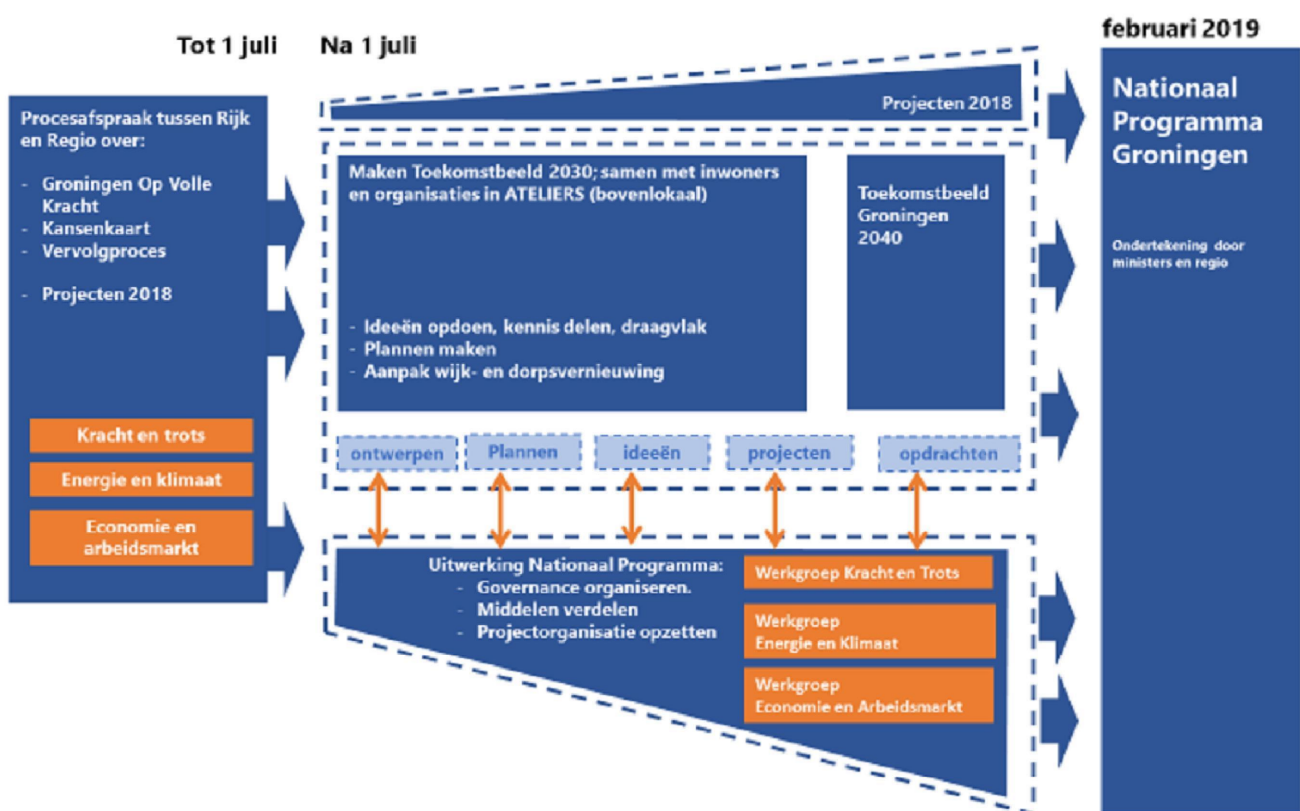 Tot 1 juli
Na 1 juli
februari 2019
Procesafspraak tussen Rijk
en Regio over:
- Groningen Op Volle
Kracht
- Kansenkaart
- Vervolgproces
- Projecten 2018
Kracht en trots
Energie en klimaat
Economie en
arbeidsmarkt
Projecten 2018
Maken Toekomstbeeld 2030; samen met inwoners
en organisaties in ATELIERS (bovenlokaal)
- Ideeën opdoen, kennis delen, draagvlak
- Plannen maken
- Aanpak wijk- en dorpsvernieuwing
Toekomstbeeld
Groningen
2040
ontwerpen
Plannen
ideeën
projecten
opdrachten
Uitwerking Nationaal Programma:
- Governance organiseren.
- Middelen verdelen
- Projectorganisatie opzetten
Werkgroep Kracht en Trots
Werkgroep
Energie en Klimaat
Werkgroep
Economie en Arbeidsmarkt
Nationaal
Programma
Groningen
Ondertekening door
ministers en regio